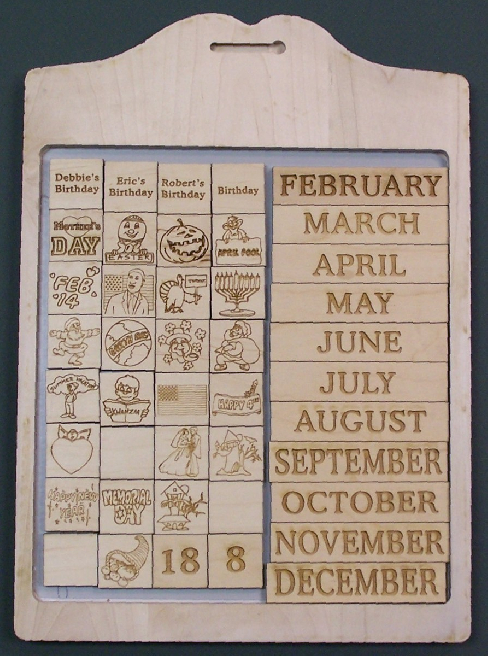 Debbie's
Birthday
Eric's
Birthday
Robert's
Birthday
Birthday
Mother's
DAY
EASTER
APRIL FOOL
FEB
'14
HAPPY 4th
KWANZAA
HAPPY NEW
YEAR
MEMORIAL
DAY
18
8
FEBRUARY
MARCH
APRIL
MAY
JUNE
JULY
AUGUST
SEPTEMBER
OCTOBER
NOVEMBER
DECEMBER